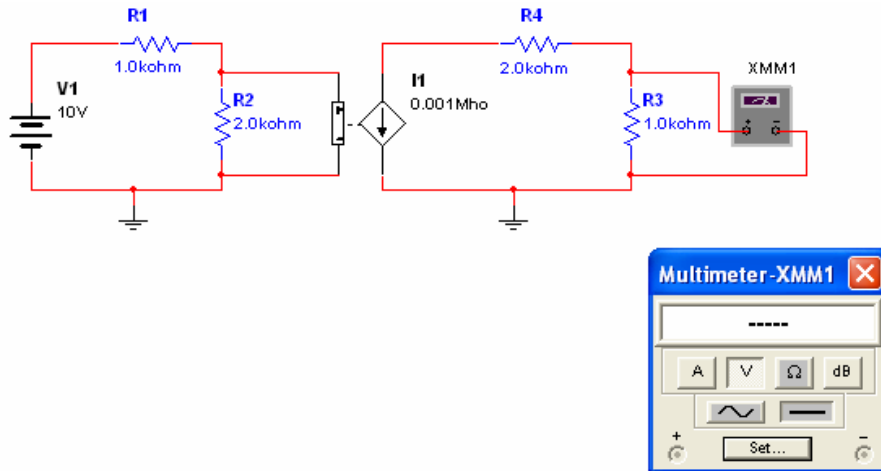 R1
1.0kohm
V1
10V
R2
2.0kohm
I1
0.001Mho
R4
2.0kohm
R3
1.0kohm
XMM1
+ -
Multimeter-XMM1
-----
A V Ω dB
+ -
Set...